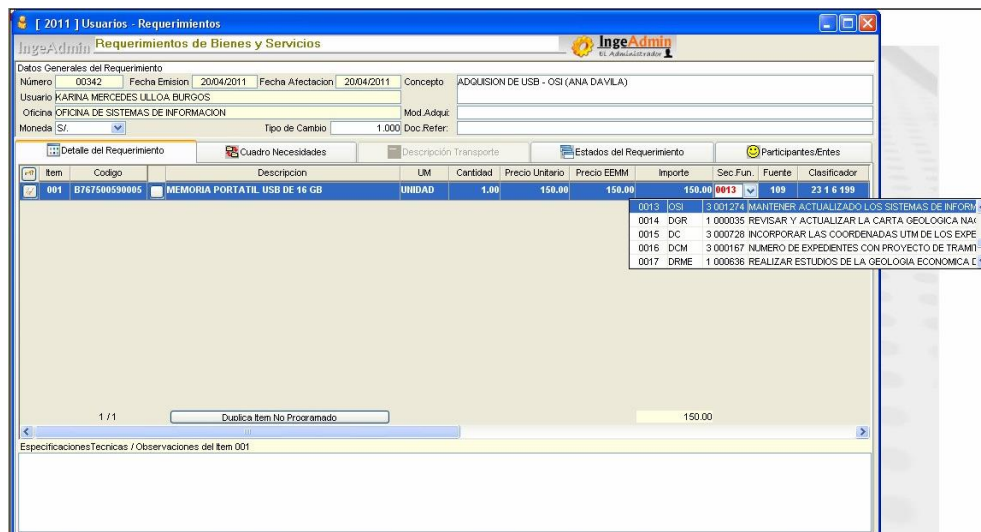 [ 2011 ] Usuarios - Requerimientos
IngeAdmin Requerimientos de Bienes y Servicios IngeAdmin
EL Administrador
Datos Generales del Requerimiento
Número 00342 Fecha Emision 20/04/2011 Fecha Afectacion 20/04/2011 Concepto ADQUISION DE USB - OSI (ANA DAVILA)
Usuario KARINA MERCEDES ULLOA BURGOS
Oficina OFICINA DE SISTEMAS DE INFORMACION Mod.Adqui:
Moneda S/. Tipo de Cambio 1.000 Doc.Refer:
Detalle del Requerimiento Cuadro Necesidades Descripción Transporte Estados del Requerimiento Participantes/Entes
Item Codigo Descripcion UM Cantidad Precio Unitario Precio EEMM Importe Sec.Fun. Fuente Clasificador
001 B767500590005 MEMORIA PORTATIL USB DE 16 GB UNIDAD 1.00 150.00 150.00 150.00 0013 109 23 1 6 199
0013 OSI 3 001274 MANTENER ACTUALIZADO LOS SISTEMAS DE INFORM
0014 DGR 1 000035 REVISAR Y ACTUALIZAR LA CARTA GEOLOGICA NA
0015 DC 3 000728 INCORPORAR LAS COORDENADAS UTM DE LOS EXPE
0016 DCM 3 000167 NUMERO DE EXPEDIENTES CON PROYECTO DE TRAMI
0017 DRME 1 000636 REALIZAR ESTUDIOS DE LA GEOLOGIA ECONOMICA D
1 / 1 Duplica Item No Programado 150.00
EspecificacionesTecnicas / Observaciones del Item 001